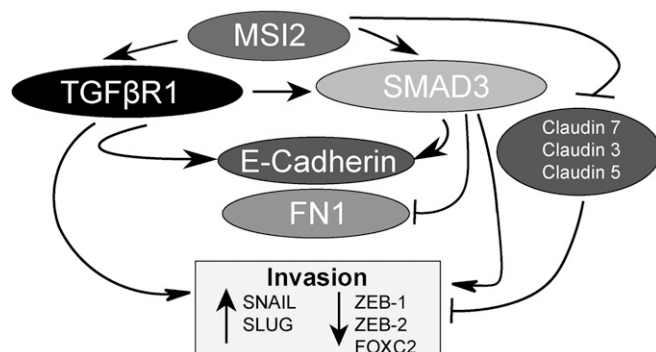 MSI2
TGFβR1
SMAD3
Claudin 7
Claudin 3
Claudin 5
E-Cadherin
FN1
Invasion
SNAIL
SLUG
ZEB-1
ZEB-2
FOXC2